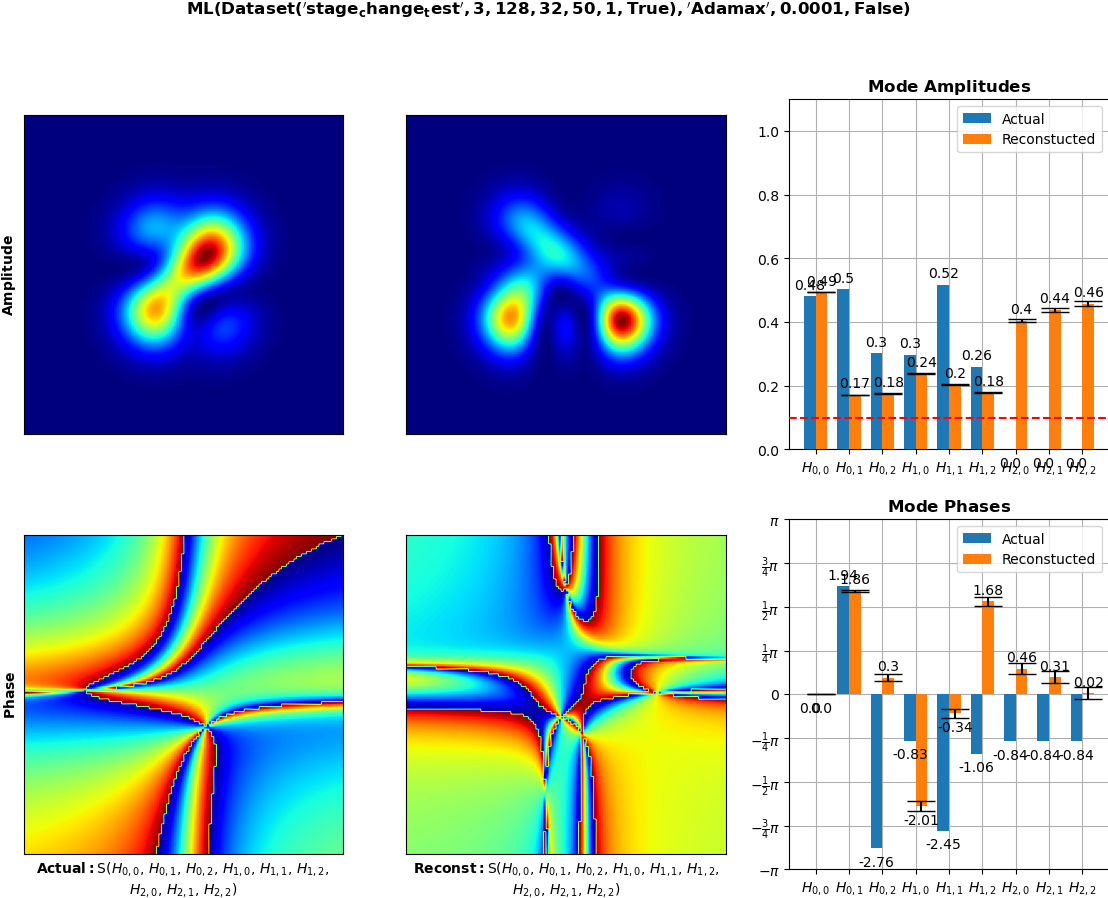 ML(Dataset('stage_change_test', 3, 128, 32, 50, 1, True), 'Adamax', 0.0001, False)
Amplitude
Mode Amplitudes
Actual
Reconstucted
1.0
0.8
0.6
0.4
0.2
0.0
0.48 0.49 0.5 0.17 0.3 0.18 0.3 0.24 0.52 0.2 0.26 0.18 0.0 0.4 0.0 0.44 0.0 0.46
H0,0 H0,1 H0,2 H1,0 H1,1 H1,2 H2,0 H2,1 H2,2
Phase
Actual: S(H0,0, H0,1, H0,2, H1,0, H1,1, H1,2,
H2,0, H2,1, H2,2)
Reconst: S(H0,0, H0,1, H0,2, H1,0, H1,1, H1,2,
H2,0, H2,1, H2,2)
Mode Phases
Actual
Reconstucted
π
3/4π
1/2π
1/4π
0
−1/4π
−1/2π
−3/4π
−π
0.0 0.0 1.94 1.86 -2.76 0.3 -0.83 -2.01 -2.45 -0.34 -1.06 1.68 -0.84 0.46 -0.84 0.31 -0.84 0.02
H0,0 H0,1 H0,2 H1,0 H1,1 H1,2 H2,0 H2,1 H2,2